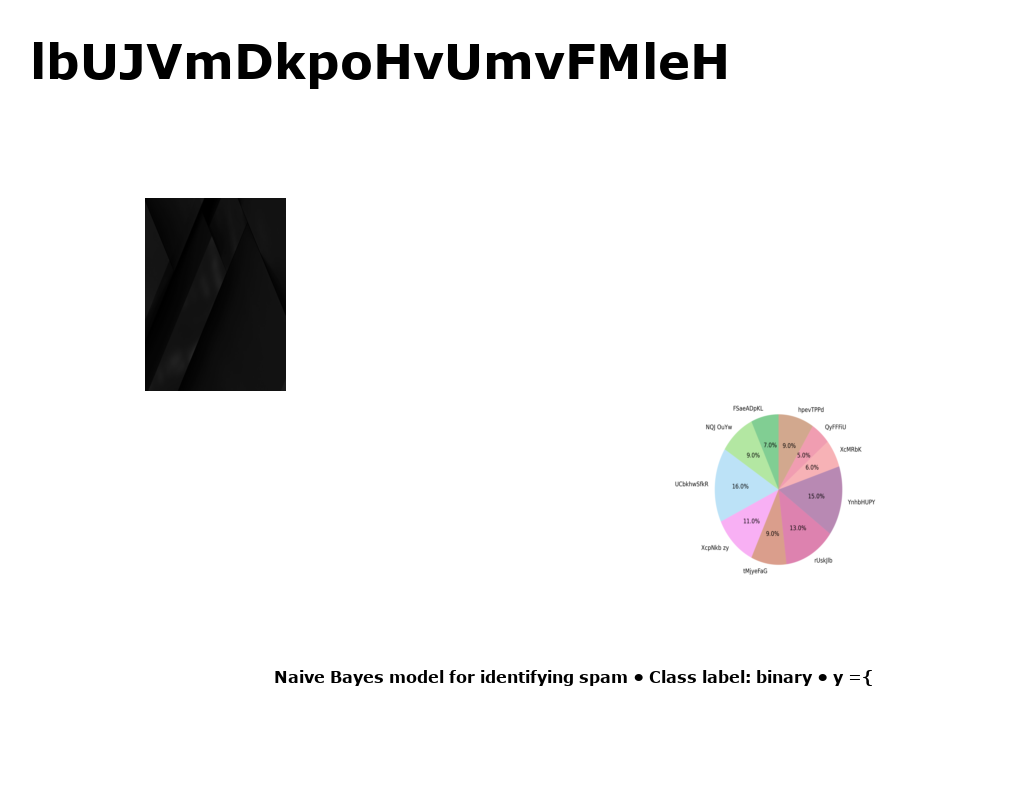 lbUJVmDkpoHvUmvFMleH
FSaeADpKL
hpevTPPd
NQJ OuYw
QyFFFiU
7.0%
9.0%
XcMRbK
9.0%
5.0%
6.0%
UCbkhwSfkR
16.0%
15.0%
YnhbHUPY
11.0%
13.0%
9.0%
XcpNkb zy
rUskJlb
tMjyeFaG
Naive Bayes model for identifying spam • Class label: binary • y ={